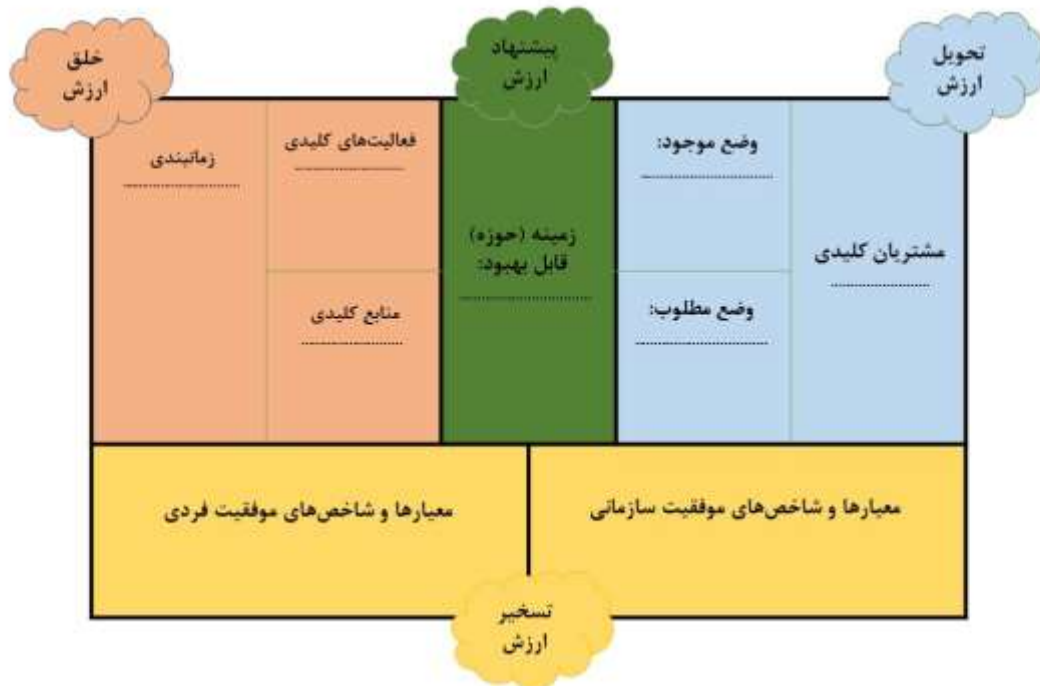 تحویل
ارزش
پیشنهاد
ارزش
خلق
ارزش
مشتریان کلیدی
وضع موجود:
وضع مطلوب:
زمینه (حوزه)
قابل بهبود:
فعالیت‌های کلیدی
منابع کلیدی
زمانبندی
معیارها و شاخص‌های موفقیت سازمانی
معیارها و شاخص‌های موفقیت فردی
تسخیر
ارزش